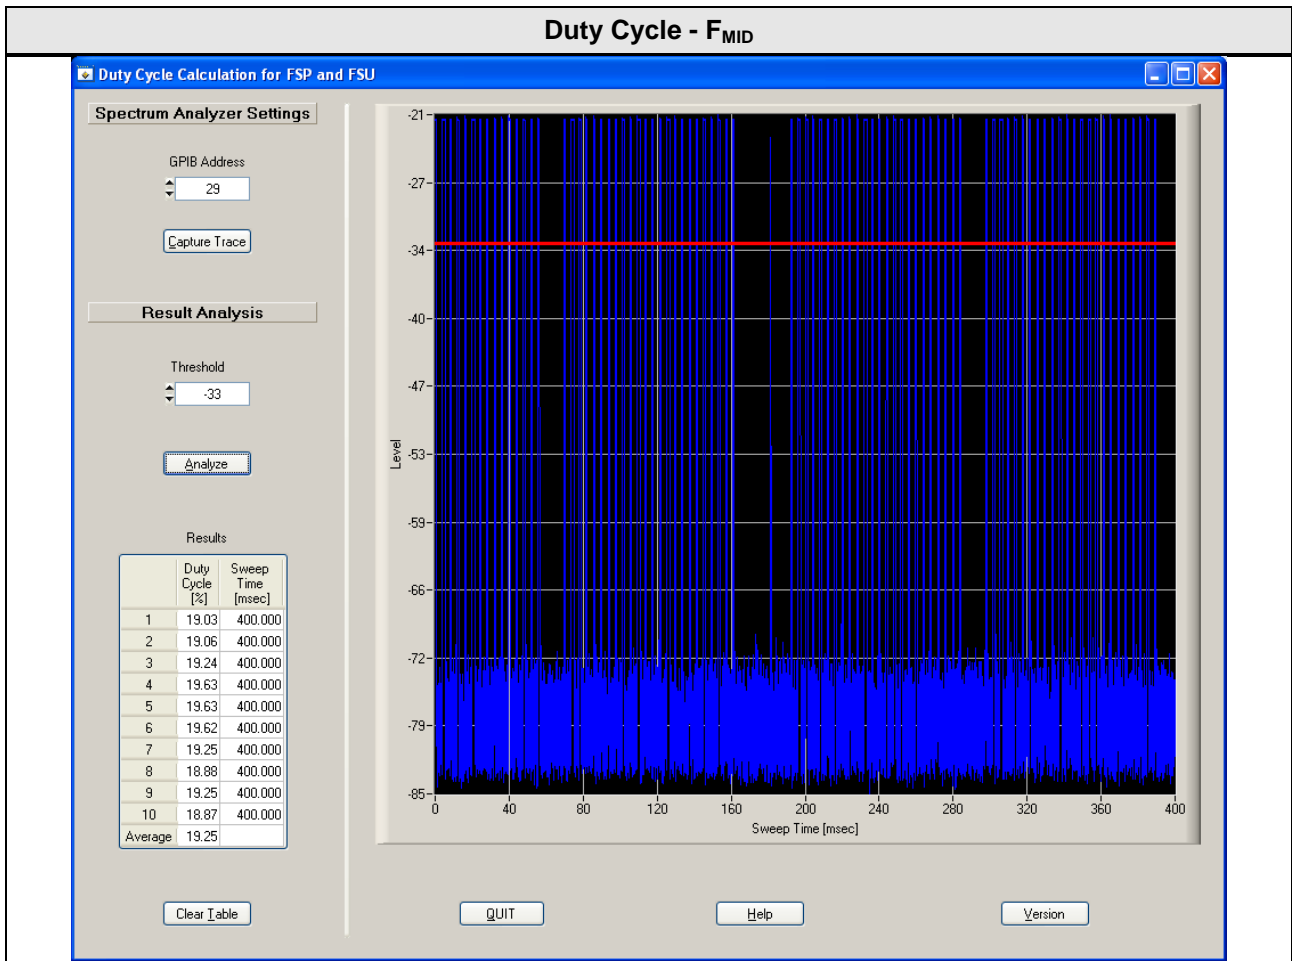 Duty Cycle - FMID
Duty Cycle Calculation for FSP and FSU
Spectrum Analyzer Settings
GPIB Address
29
Capture Trace
Result Analysis
Threshold
-33
Analyze
Results
Duty Cycle [%] Sweep Time [msec]
1 19.03 400.000
2 19.06 400.000
3 19.24 400.000
4 19.63 400.000
5 19.63 400.000
6 19.62 400.000
7 19.25 400.000
8 18.88 400.000
9 19.25 400.000
10 18.87 400.000
Average 19.25
Clear Table
Level
-21
-27
-34
-40
-47
-53
-59
-66
-72
-79
-85
0 40 80 120 160 200 240 280 320 360 400
Sweep Time [msec]
QUIT Help Version